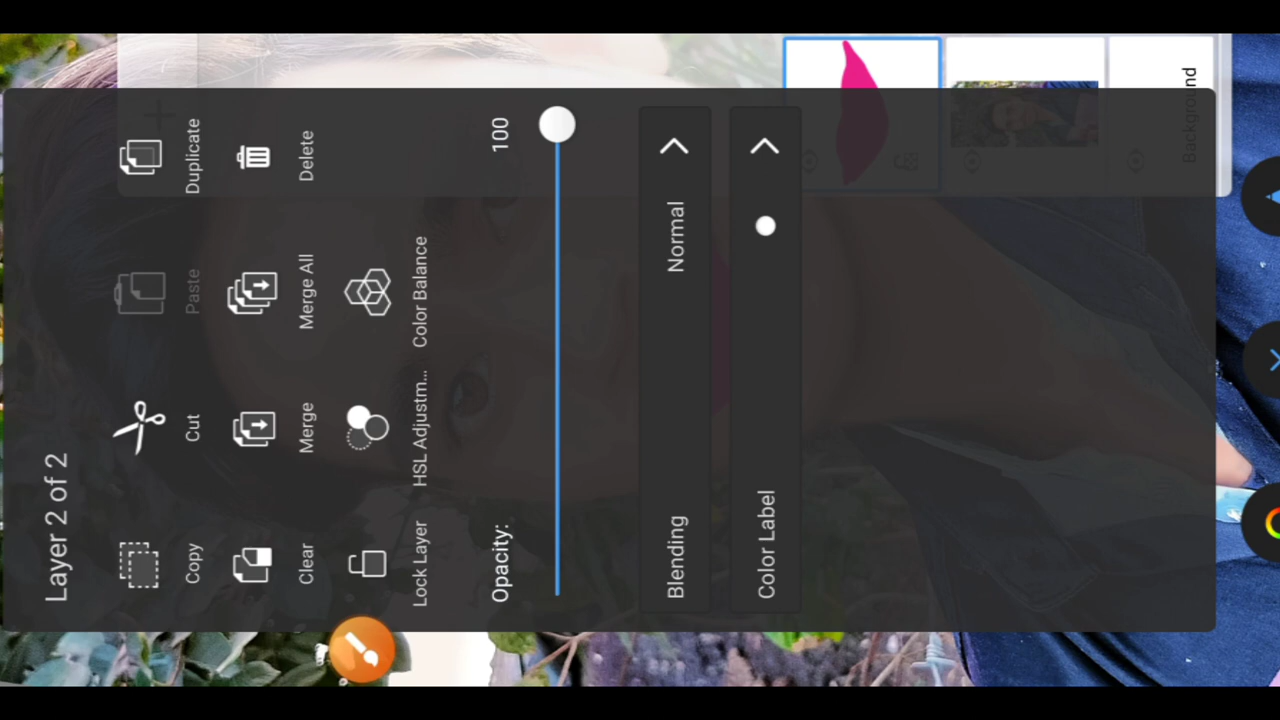 Layer 2 of 2
Copy
Cut
Paste
Duplicate
Clear
Merge
Merge All
Delete
Lock Layer
HSL Adjustm...
Color Balance
Opacity:
100
Blending
Normal
Color Label
Background